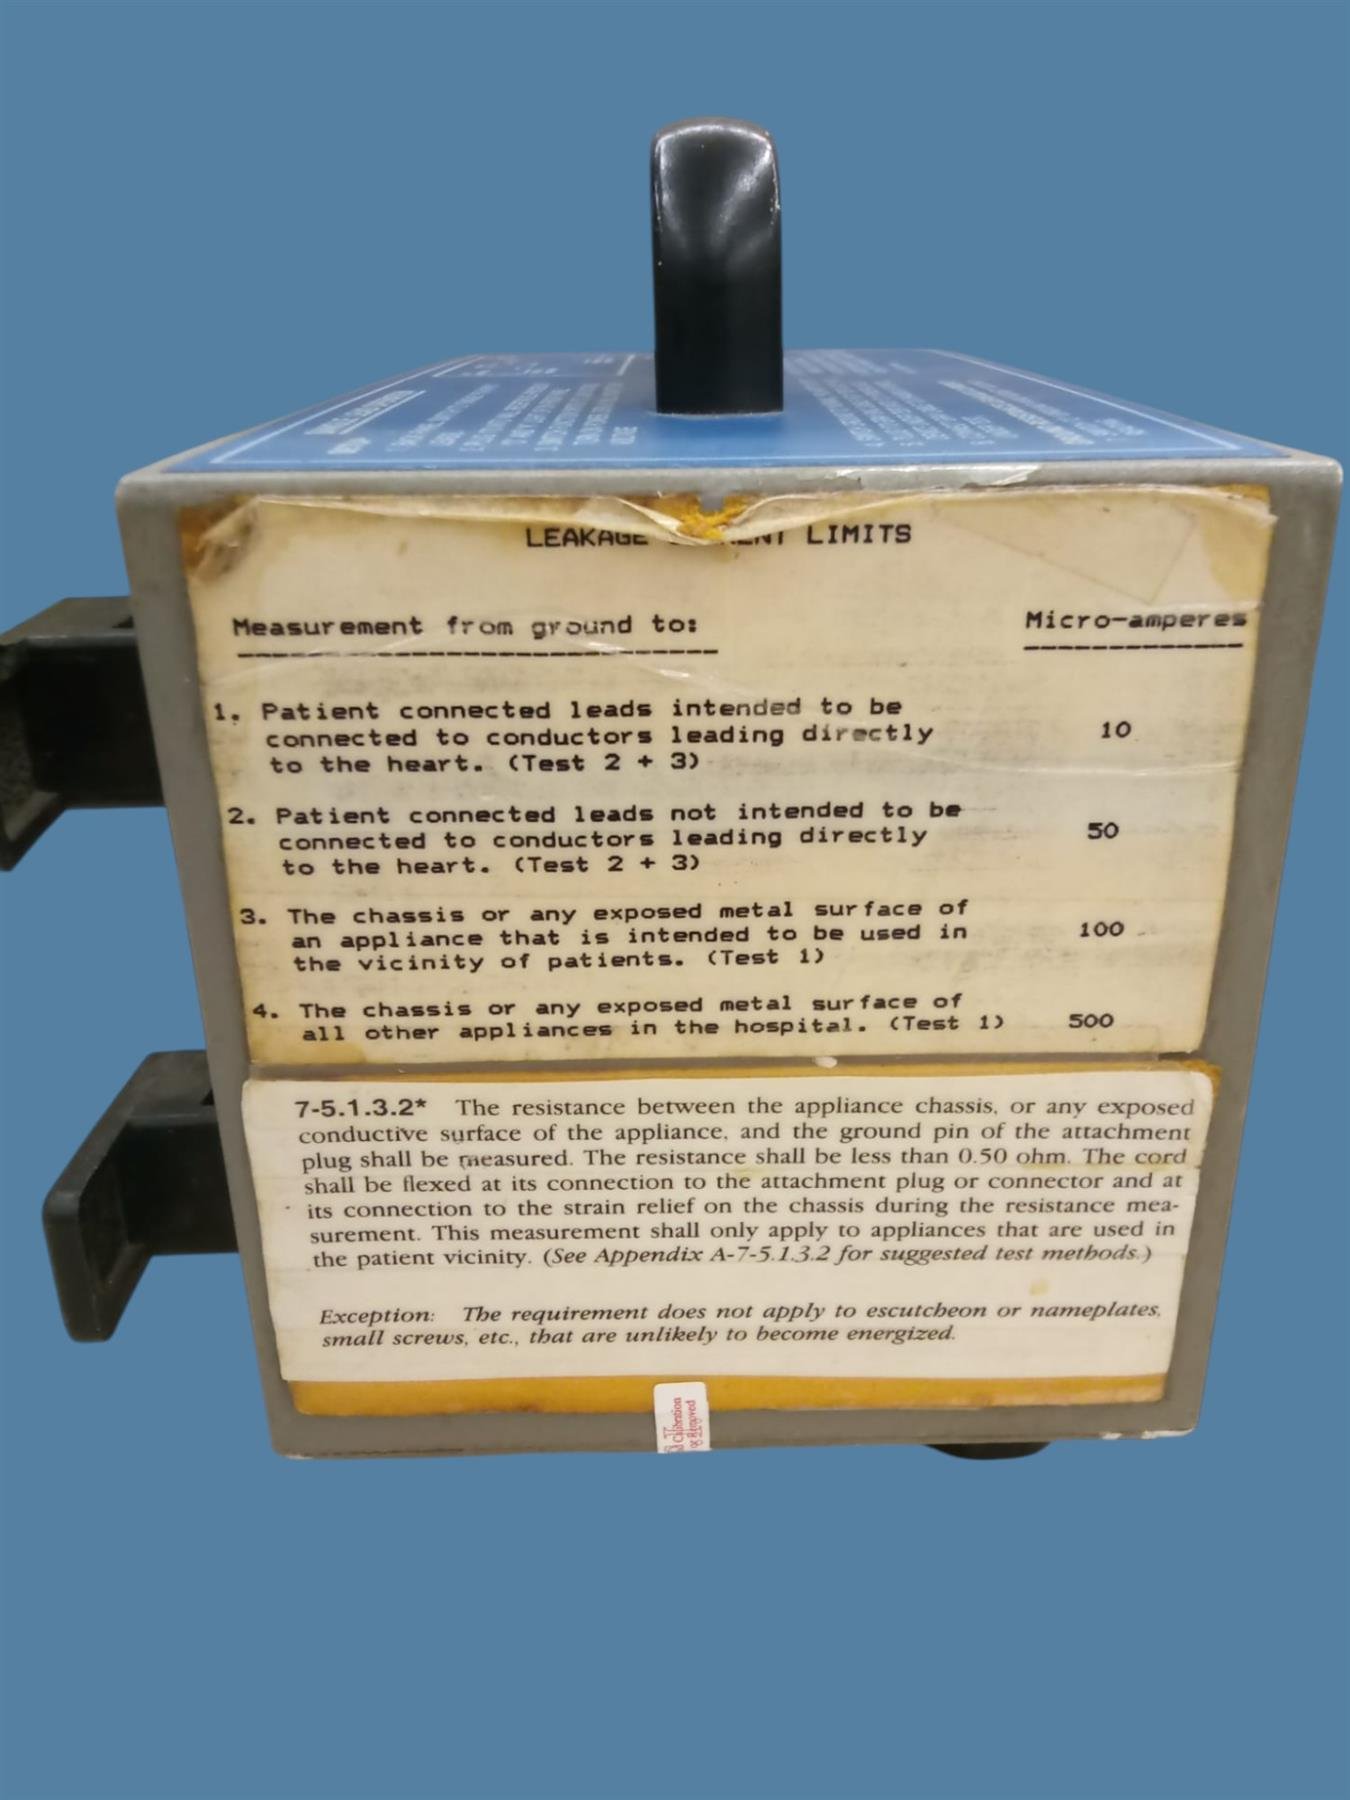 LEAKAGE LIMITS
Measurement from ground to: Micro-amperes
1. Patient connected leads intended to be
connected to conductors leading directly 10
to the heart. (Test 2 + 3)
2. Patient connected leads not intended to be
connected to conductors leading directly 50
to the heart. (Test 2 + 3)
3. The chassis or any exposed metal surface of
an appliance that is intended to be used in 100
the vicinity of patients. (Test 1)
4. The chassis or any exposed metal surface of
all other appliances in the hospital. (Test 1) 500
7-5.1.3.2* The resistance between the appliance chassis, or any exposed
conductive surface of the appliance, and the ground pin of the attachment
plug shall be measured. The resistance shall be less than 0.50 ohm. The cord
shall be flexed at its connection to the attachment plug or connector and at
its connection to the strain relief on the chassis during the resistance mea-
surement. This measurement shall only apply to appliances that are used in
the patient vicinity. (See Appendix A-7-5.1.3.2 for suggested test methods.)
Exception: The requirement does not apply to escutcheon or nameplates,
small screws, etc., that are unlikely to become energized.
Calibration
Removed